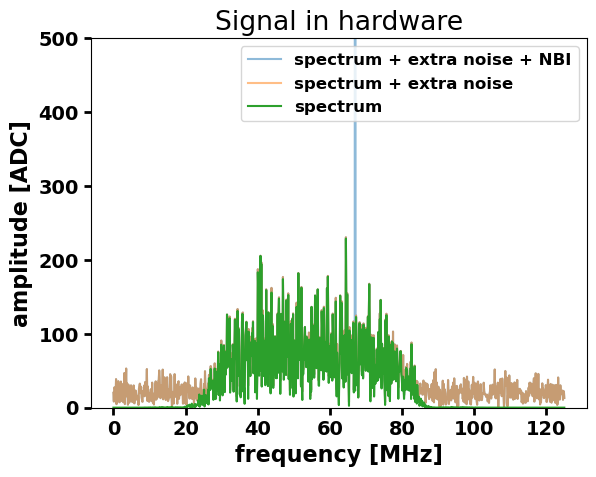 Signal in hardware
500
400
300
200
100
0
amplitude [ADC]
spectrum + extra noise + NBI
spectrum + extra noise
spectrum
0 20 40 60 80 100 120
frequency [MHz]